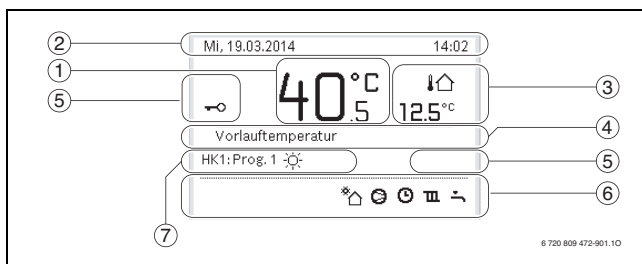 ② Mi, 19.03.2014 14:02
① 40.5 °C
⑤ 12.5°C ③
Vorlauftemperatur ④
HK1: Prog. 1 ⑤
⑥
⑦
6 720 809 472-901.1O